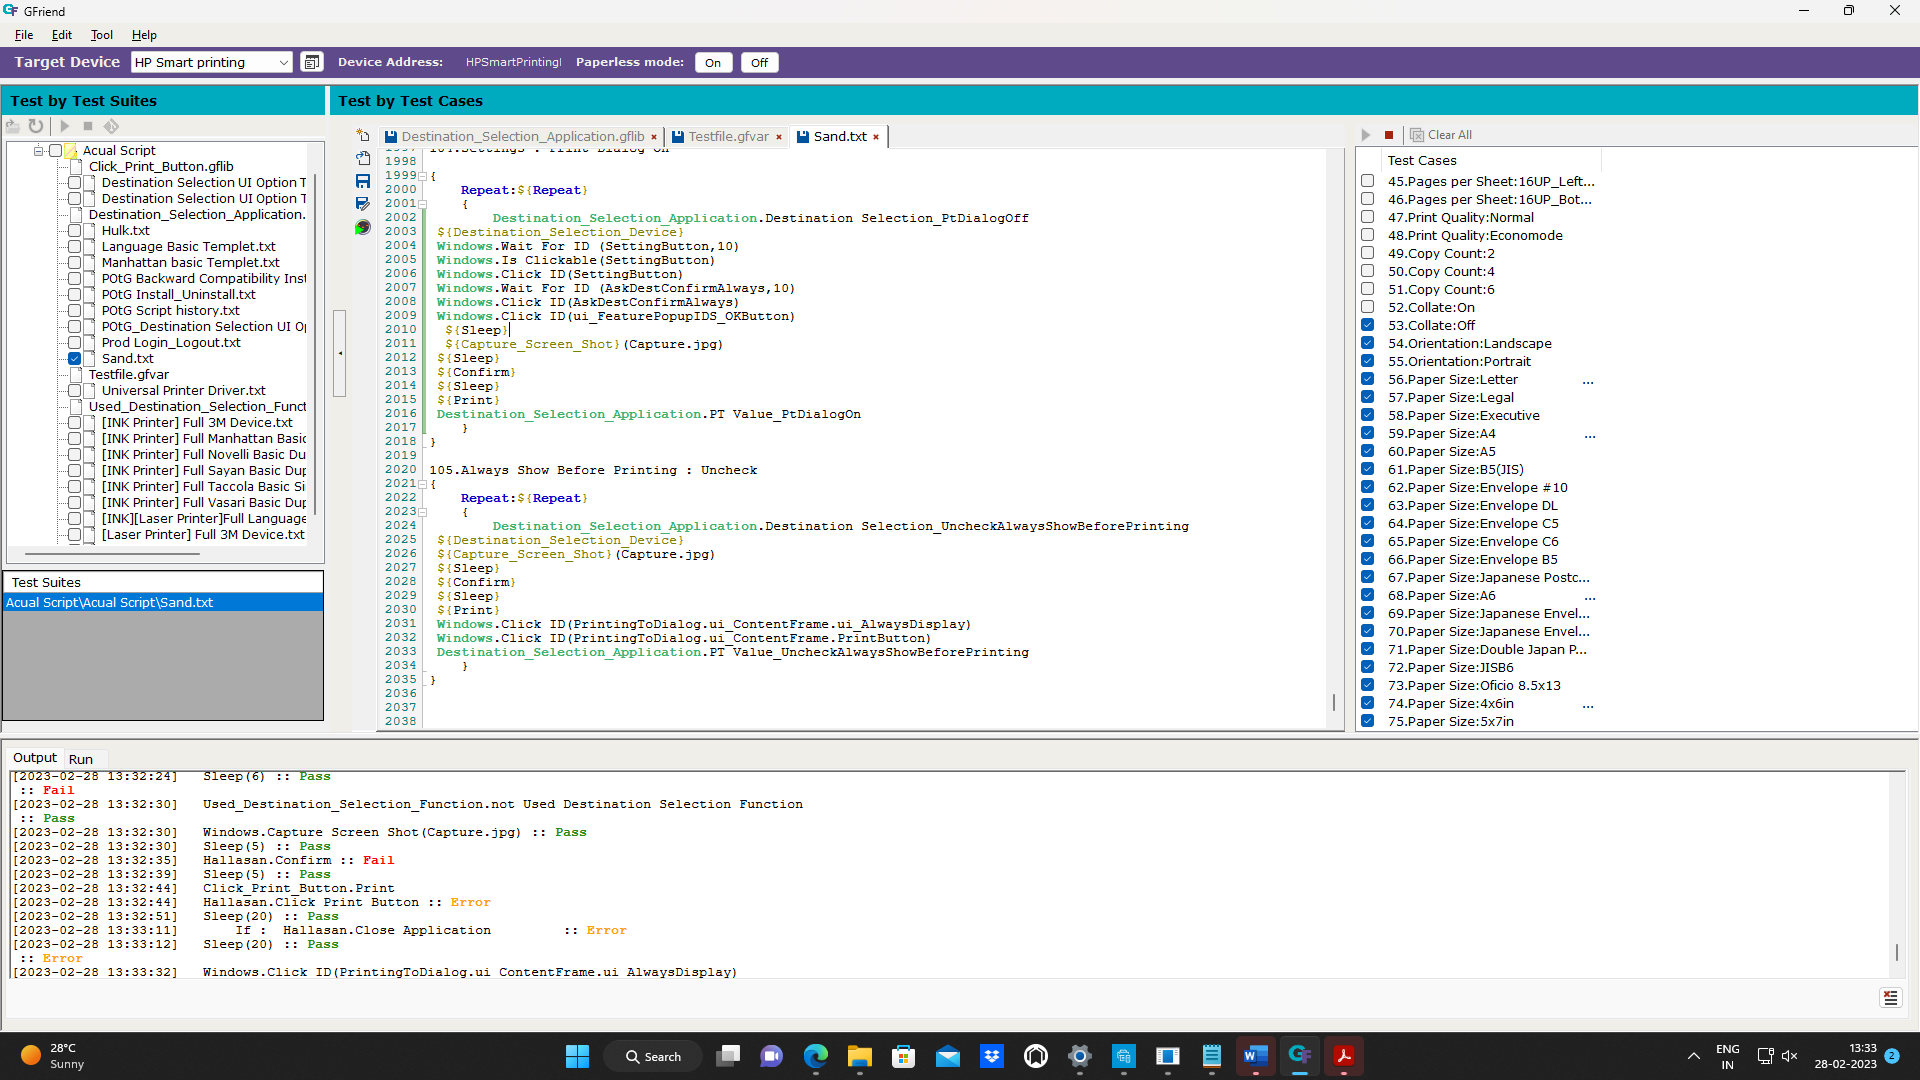 GFriend
File Edit Tool Help
Target Device HP Smart printing Device Address: HPSmartPrintingI Paperless mode: On Off
Test by Test Suites
Test by Test Cases
Acual Script
Click_Print_Button.gflib
Destination Selection UI Option T
Destination Selection UI Option T
Destination_Selection_Application.
Hulk.txt
Language Basic Templet.txt
Manhattan basic Templet.txt
POtG Backward Compatibility Inst
POtG Install_Uninstall.txt
POtG Script history.txt
POtG_Destination Selection UI Op
Prod Login_Logout.txt
Sand.txt
Testfile.gfvar
Universal Printer Driver.txt
Used_Destination_Selection_Funct
[INK Printer] Full 3M Device.txt
[INK Printer] Full Manhattan Basic
[INK Printer] Full Novelli Basic Du
[INK Printer] Full Sayan Basic Dup
[INK Printer] Full Taccola Basic Si
[INK Printer] Full Vasari Basic Dup
[INK][Laser Printer]Full Language
[Laser Printer] Full 3M Device.txt
Test Suites
Acual Script\Acual Script\Sand.txt
Destination_Selection_Application.gflib Testfile.gfvar Sand.txt
1997 104.Settings : Print Dialog On
1998
1999 {
2000 Repeat:${Repeat}
2001 {
2002 Destination_Selection_Application.Destination Selection_PtDialogOff
2003 ${Destination_Selection_Device}
2004 Windows.Wait For ID (SettingButton,10)
2005 Windows.Is Clickable(SettingButton)
2006 Windows.Click ID(SettingButton)
2007 Windows.Wait For ID (AskDestConfirmAlways,10)
2008 Windows.Click ID(AskDestConfirmAlways)
2009 Windows.Click ID(ui_FeaturePopupIDS_OKButton)
2010 ${Sleep}
2011 ${Capture_Screen_Shot}(Capture.jpg)
2012 ${Sleep}
2013 ${Confirm}
2014 ${Sleep}
2015 ${Print}
2016 Destination_Selection_Application.PT Value_PtDialogOn
2017 }
2018 }
2019
2020 105.Always Show Before Printing : Uncheck
2021 {
2022 Repeat:${Repeat}
2023 {
2024 Destination_Selection_Application.Destination Selection_UncheckAlwaysShowBeforePrinting
2025 ${Destination_Selection_Device}
2026 ${Capture_Screen_Shot}(Capture.jpg)
2027 ${Sleep}
2028 ${Confirm}
2029 ${Sleep}
2030 ${Print}
2031 Windows.Click ID(PrintingToDialog.ui_ContentFrame.ui_AlwaysDisplay)
2032 Windows.Click ID(PrintingToDialog.ui_ContentFrame.PrintButton)
2033 Destination_Selection_Application.PT Value_UncheckAlwaysShowBeforePrinting
2034 }
2035 }
2036
2037
2038
Clear All
Test Cases
45.Pages per Sheet:16UP_Left...
46.Pages per Sheet:16UP_Bot...
47.Print Quality:Normal
48.Print Quality:Economode
49.Copy Count:2
50.Copy Count:4
51.Copy Count:6
52.Collate:On
53.Collate:Off
54.Orientation:Landscape
55.Orientation:Portrait
56.Paper Size:Letter ...
57.Paper Size:Legal
58.Paper Size:Executive
59.Paper Size:A4 ...
60.Paper Size:A5
61.Paper Size:B5(JIS)
62.Paper Size:Envelope #10
63.Paper Size:Envelope DL
64.Paper Size:Envelope C5
65.Paper Size:Envelope C6
66.Paper Size:Envelope B5
67.Paper Size:Japanese Postc...
68.Paper Size:A6 ...
69.Paper Size:Japanese Envel...
70.Paper Size:Japanese Envel...
71.Paper Size:Double Japan P...
72.Paper Size:JISB6
73.Paper Size:Oficio 8.5x13
74.Paper Size:4x6in ...
75.Paper Size:5x7in
Output Run
[2023-02-28 13:32:24] Sleep(6) :: Pass
:: Fail
[2023-02-28 13:32:30] Used_Destination_Selection_Function.not Used Destination Selection Function
:: Pass
[2023-02-28 13:32:30] Windows.Capture Screen Shot(Capture.jpg) :: Pass
[2023-02-28 13:32:30] Sleep(5) :: Pass
[2023-02-28 13:32:35] Hallasan.Confirm :: Fail
[2023-02-28 13:32:39] Sleep(5) :: Pass
[2023-02-28 13:32:44] Click_Print_Button.Print
[2023-02-28 13:32:44] Hallasan.Click Print Button :: Error
[2023-02-28 13:32:51] Sleep(20) :: Pass
[2023-02-28 13:33:11] If : Hallasan.Close Application :: Error
[2023-02-28 13:33:12] Sleep(20) :: Pass
:: Error
[2023-02-28 13:33:32] Windows.Click ID(PrintingToDialog.ui_ContentFrame.ui_AlwaysDisplay)
28°C
Sunny
Search
ENG
IN
13:33
28-02-2023
2